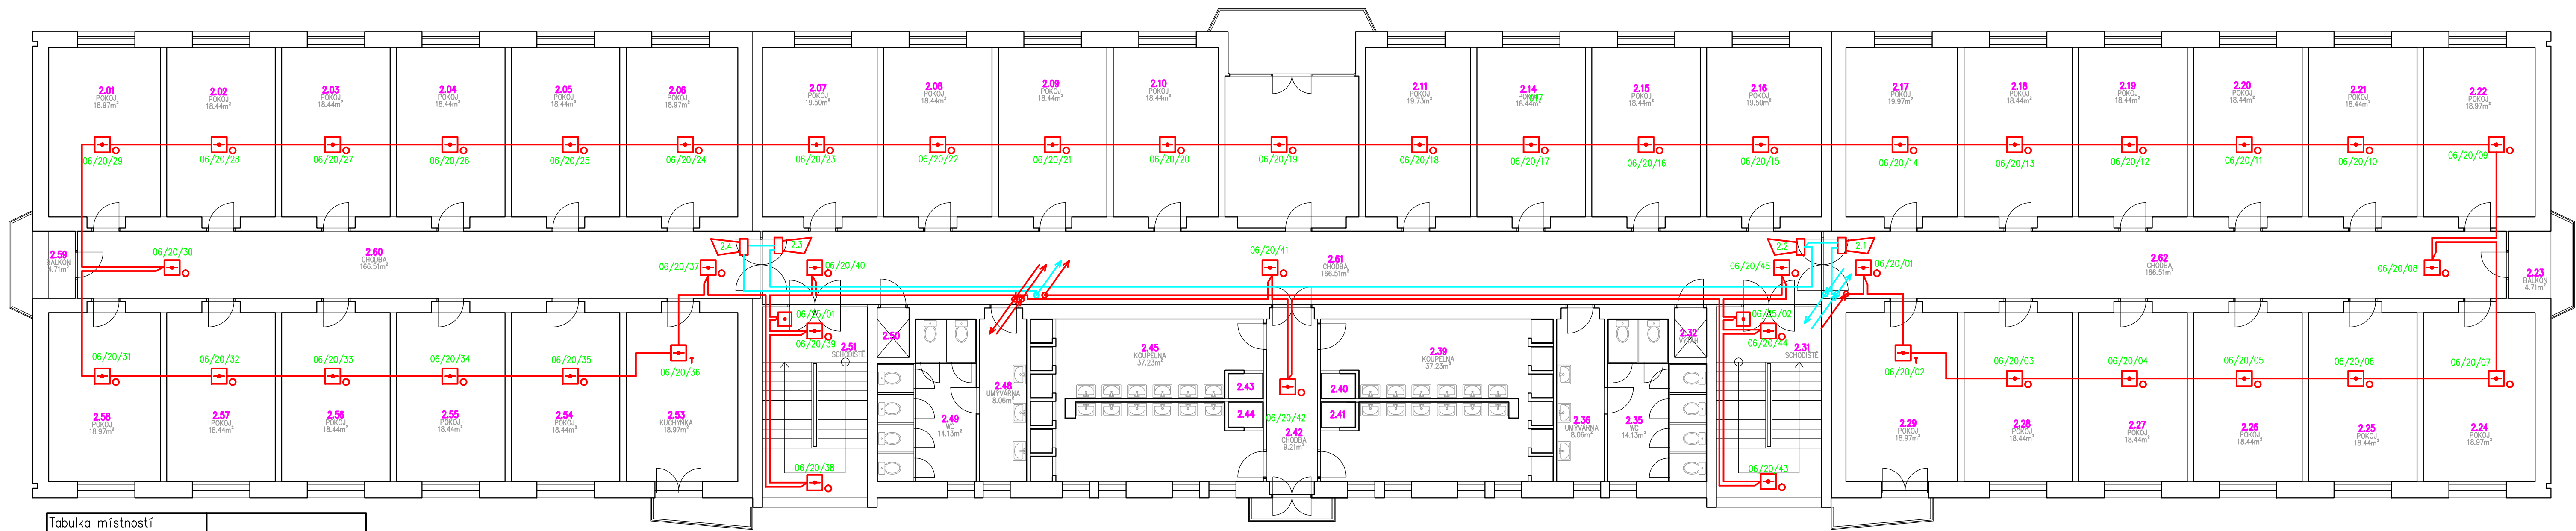 2.01
POKOJ
18.97m²
2.02
POKOJ
18.44m²
2.03
POKOJ
18.44m²
2.04
POKOJ
18.44m²
2.05
POKOJ
18.44m²
2.06
POKOJ
18.97m²
2.07
POKOJ
19.50m²
2.08
POKOJ
18.44m²
2.09
POKOJ
18.44m²
2.10
POKOJ
18.44m²
2.11
POKOJ
19.73m²
2.14
POKOJ
18.44m²
2.15
POKOJ
18.44m²
2.16
POKOJ
19.50m²
2.17
POKOJ
19.97m²
2.18
POKOJ
18.44m²
2.19
POKOJ
18.44m²
2.20
POKOJ
18.44m²
2.21
POKOJ
18.44m²
2.22
POKOJ
18.97m²
06/20/29
06/20/28
06/20/27
06/20/26
06/20/25
06/20/24
06/20/23
06/20/22
06/20/21
06/20/20
06/20/19
06/20/18
06/20/17
06/20/16
06/20/15
06/20/14
06/20/13
06/20/12
06/20/11
06/20/10
06/20/09
2.59
BALKON
4.71m²
06/20/30
2.60
CHODBA
166.51m²
06/20/37
2.4
2.3
06/20/40
06/20/41
2.61
CHODBA
166.51m²
06/20/45
2.2
2.1
06/20/01
2.62
CHODBA
166.51m²
06/20/08
2.23
4.71m²
06/20/31
06/20/32
06/20/33
06/20/34
06/20/35
T
06/20/36
06/25/01
06/20/39
2.51
SCHODIŠTĚ
2.50
2.45
KOUPELNA
37.23m²
2.39
KOUPELNA
37.23m²
2.32
VÝTAH
06/25/02
06/20/44
2.31
SCHODIŠTĚ
T
06/20/02
06/20/03
06/20/04
06/20/05
06/20/06
06/20/07
2.48
UMÝVÁRNA
8.06m²
2.43
2.40
2.44
2.41
2.58
POKOJ
18.97m²
2.57
POKOJ
18.44m²
2.56
POKOJ
18.44m²
2.55
POKOJ
18.44m²
2.54
POKOJ
18.44m²
2.53
KUCHYŇKA
18.97m²
2.49
WC
14.13m²
06/20/42
2.42
CHODBA
9.21m²
2.36
UMÝVÁRNA
8.06m²
2.35
WC
14.13m²
2.29
POKOJ
18.97m²
2.28
POKOJ
18.44m²
2.27
POKOJ
18.44m²
2.26
POKOJ
18.44m²
2.25
POKOJ
18.44m²
2.24
POKOJ
18.97m²
06/20/38
06/20/43
Tabulka místností